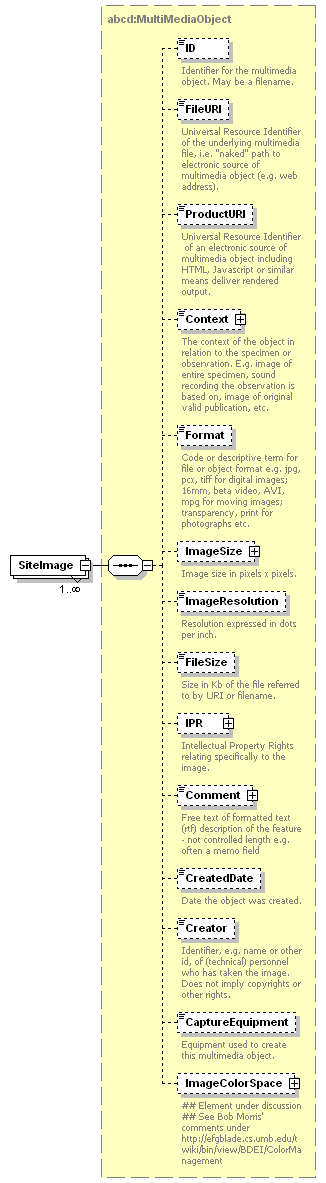 abcd:MultiMediaObject
ID
Identifier for the multimedia
object. May be a filename.
FileURI
Universal Resource Identifier
of the underlying multimedia
file, i.e. "naked" path to
electronic source of
multimedia object (e.g. web
address).
ProductURI
Universal Resource Identifier
of an electronic source of
multimedia object including
HTML, Javascript or similar
means deliver rendered
output.
Context
The context of the object in
relation to the specimen or
observation. E.g. image of
entire specimen, sound
recording the observation is
based on, image of original
valid publication, etc.
Format
Code or descriptive term for
file or object format e.g. jpg,
pcx, tiff for digital images;
16mm, beta video, AVI,
mpg for moving images;
transparency, print for
photographs etc.
SiteImage
1..∞
ImageSize
Image size in pixels x pixels.
ImageResolution
Resolution expressed in dots
per inch.
FileSize
Size in Kb of the file referred
to by URI or filename.
IPR
Intellectual Property Rights
relating specifically to the
image.
Comment
Free text of formatted text
(rtf) description of the feature
- not controlled length e.g.
often a memo field
CreatedDate
Date the object was created.
Creator
Identifier, e.g. name or other
id, of (technical) personnel
who has taken the image.
Does not imply copyrights or
other rights.
CaptureEquipment
Equipment used to create
this multimedia object.
ImageColorSpace
## Element under discussion
## See Bob Morris'
comments under
http://efgblade.cs.umb.edu/t
wiki/bin/view/BDEI/ColorMa
nagement